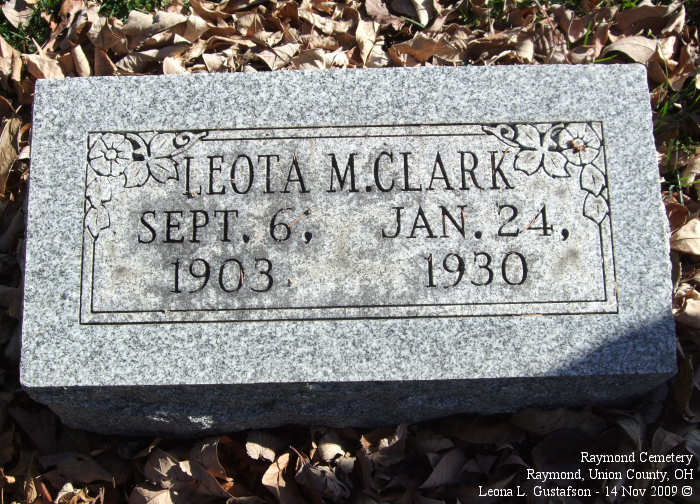 LEOTA M. CLARK
SEPT. 6, JAN. 24,
1903 1930
Raymond Cemetery
Raymond, Union County, OH
Leona L. Gustafson - 14 Nov 2009 ©